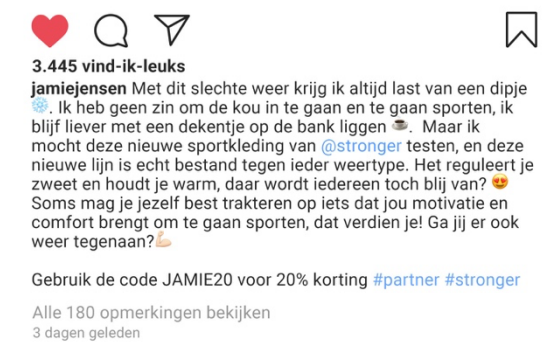 3.445 vind-ik-leuks
jamiejensen Met dit slechte weer krijg ik altijd last van een dipje
❄️. Ik heb geen zin om de kou in te gaan en te gaan sporten, ik
blijf liever met een dekentje op de bank liggen ☕. Maar ik
mocht deze nieuwe sportkleding van @stronger testen, en deze
nieuwe lijn is echt bestand tegen ieder weertype. Het reguleert je
zweet en houdt je warm, daar wordt iedereen toch blij van? 😍
Soms mag je jezelf best trakteren op iets dat jou motivatie en
comfort brengt om te gaan sporten, dat verdien je! Ga jij er ook
weer tegenaan?💪🏻
Gebruik de code JAMIE20 voor 20% korting #partner #stronger
Alle 180 opmerkingen bekijken
3 dagen geleden